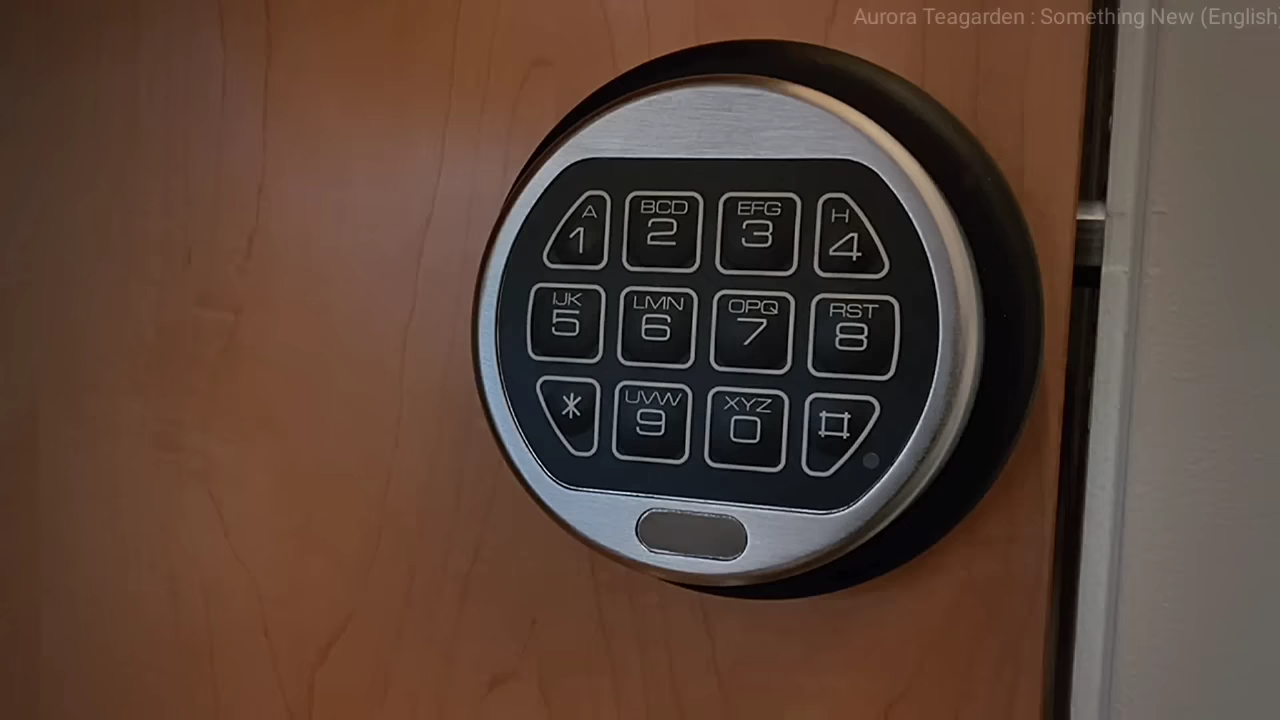 Aurora Teagarden : Something New (English
A BCD EFG H
1 2 3 4
IJK LMN OPQ RST
5 6 7 8
UVW XYZ
* 9 0 #